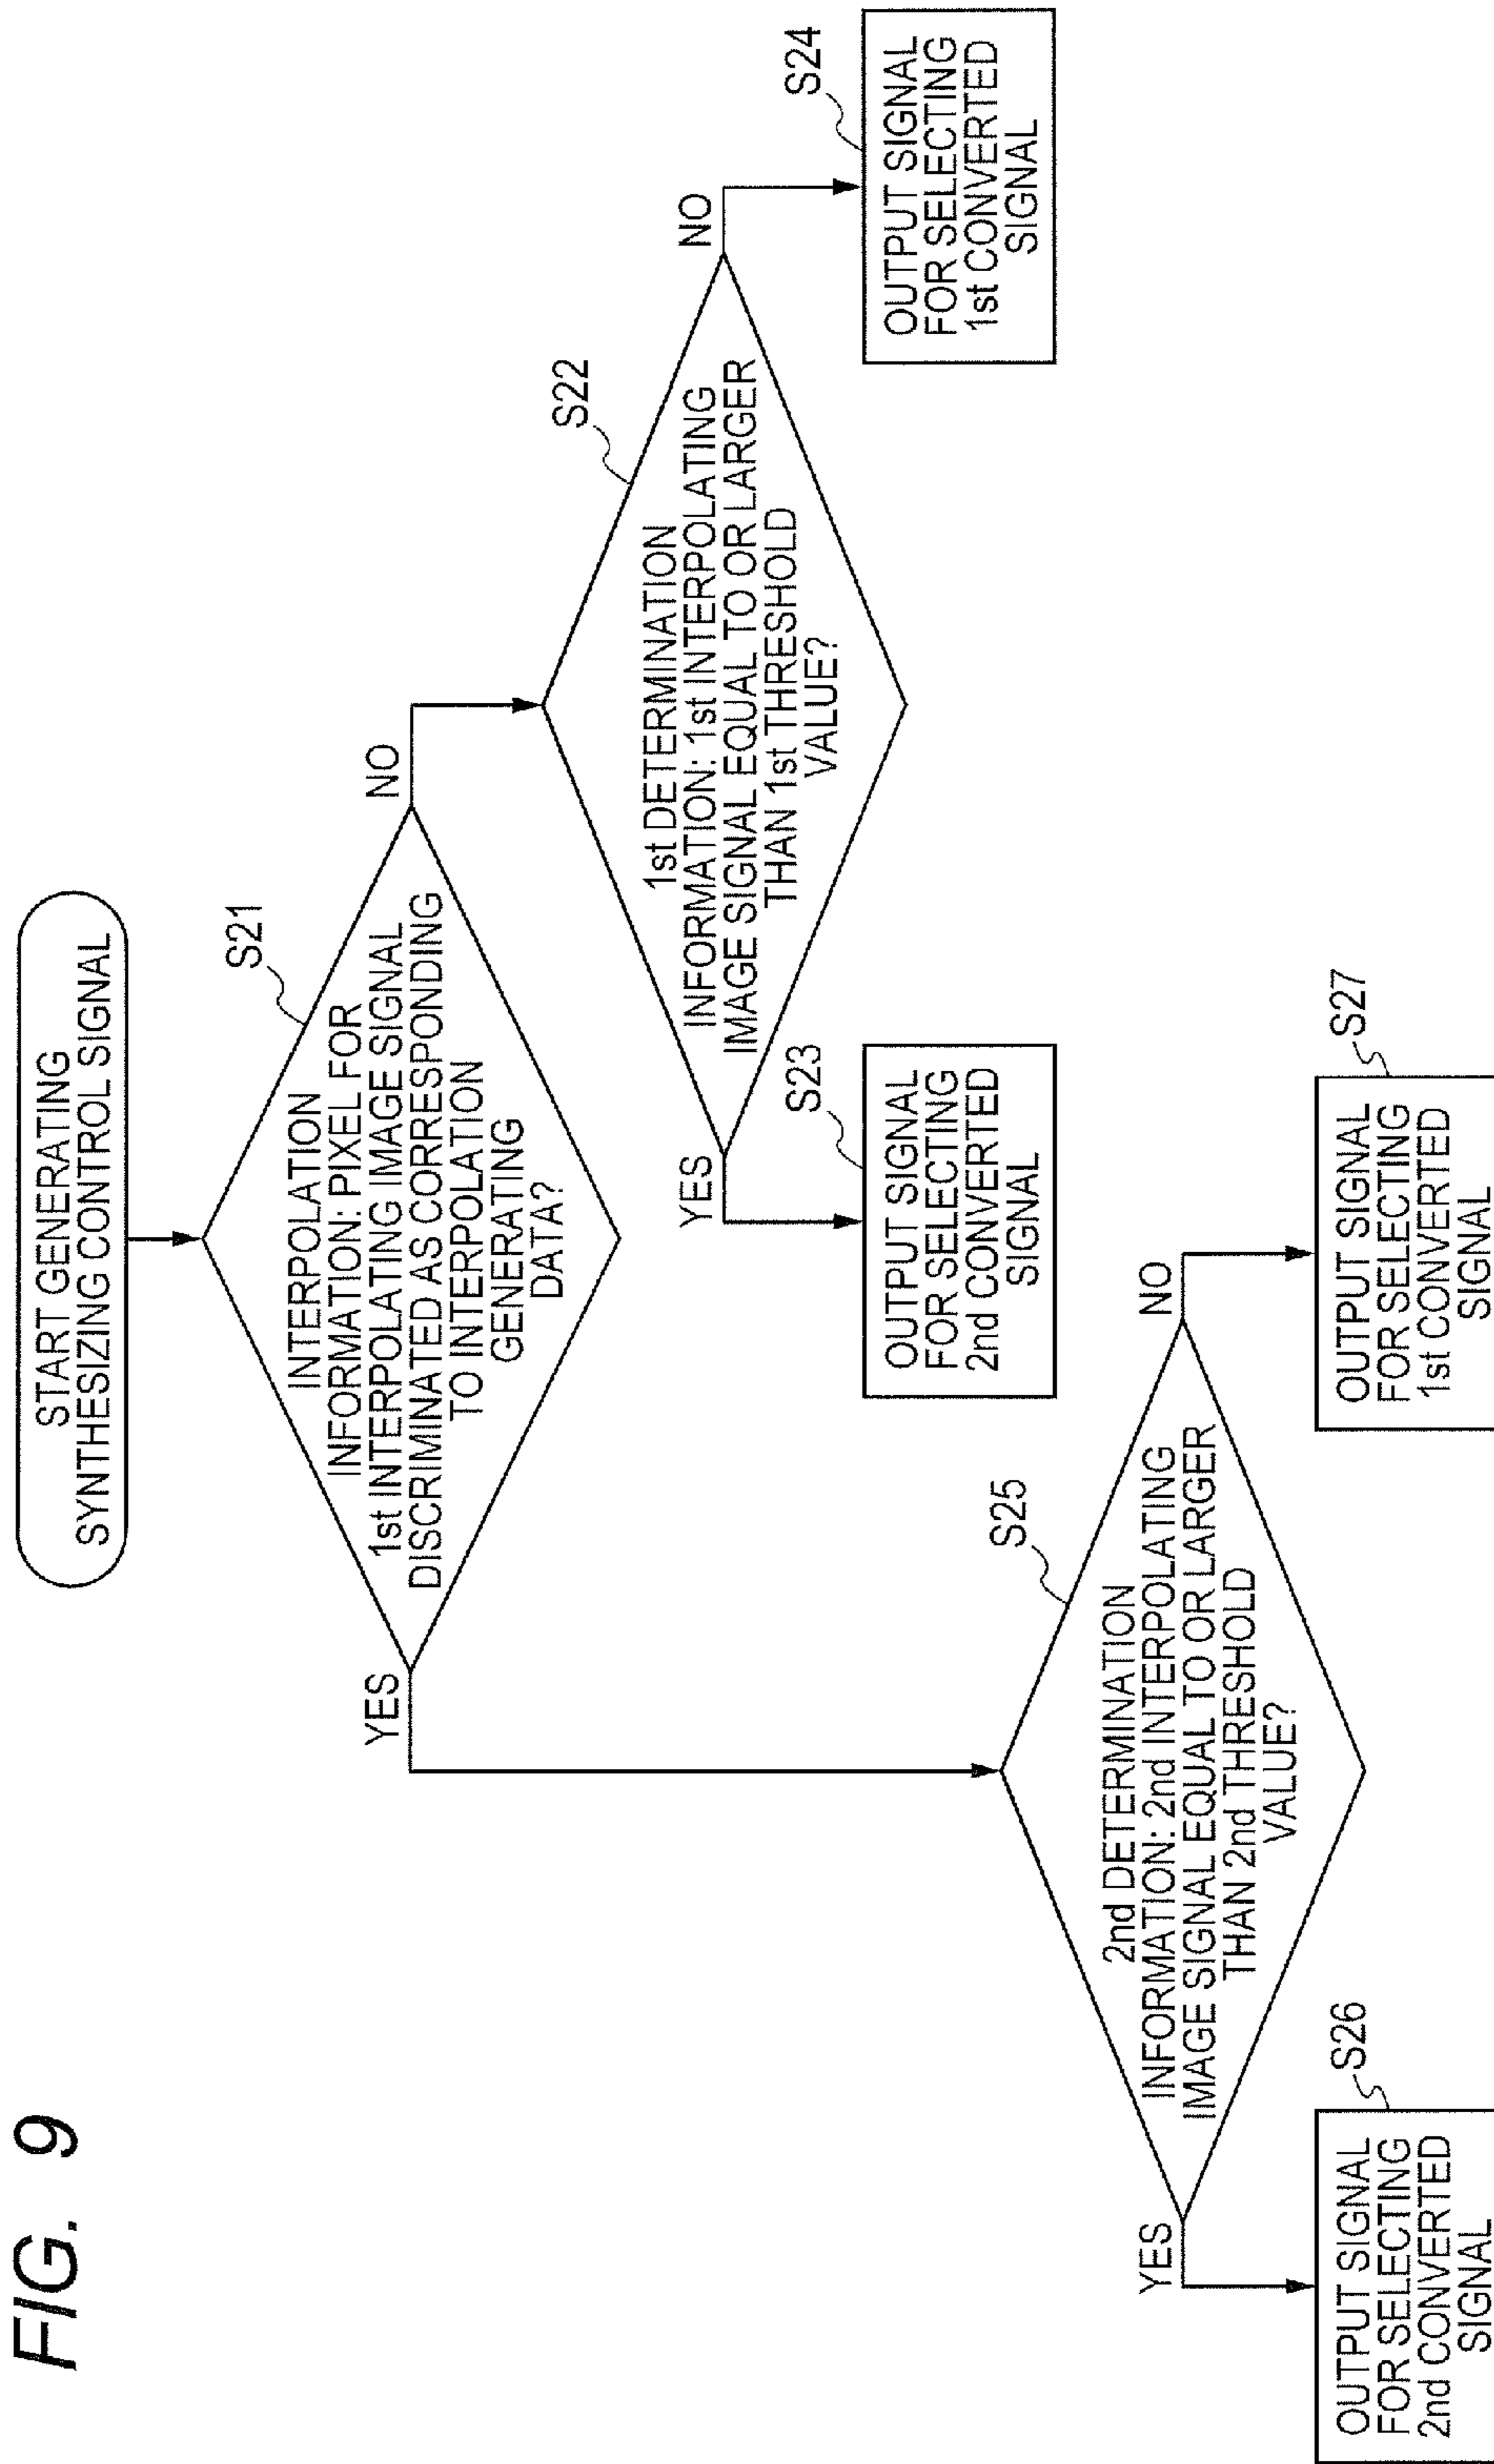 FIG. 9
START GENERATING
SYNTHESIZING CONTROL SIGNAL
S21
INTERPOLATION
INFORMATION: PIXEL FOR
1st INTERPOLATING IMAGE SIGNAL
DISCRIMINATED AS CORRESPONDING
TO INTERPOLATION
GENERATING
DATA?
YES
NO
S22
1st DETERMINATION
INFORMATION: 1st INTERPOLATING
IMAGE SIGNAL EQUAL TO OR LARGER
THAN 1st THRESHOLD
VALUE?
YES
NO
S23
OUTPUT SIGNAL
FOR SELECTING
2nd CONVERTED
SIGNAL
S24
OUTPUT SIGNAL
FOR SELECTING
1st CONVERTED
SIGNAL
S25
2nd DETERMINATION
INFORMATION: 2nd INTERPOLATING
IMAGE SIGNAL EQUAL TO OR LARGER
THAN 2nd THRESHOLD
VALUE?
YES
NO
S26
OUTPUT SIGNAL
FOR SELECTING
2nd CONVERTED
SIGNAL
S27
OUTPUT SIGNAL
FOR SELECTING
1st CONVERTED
SIGNAL